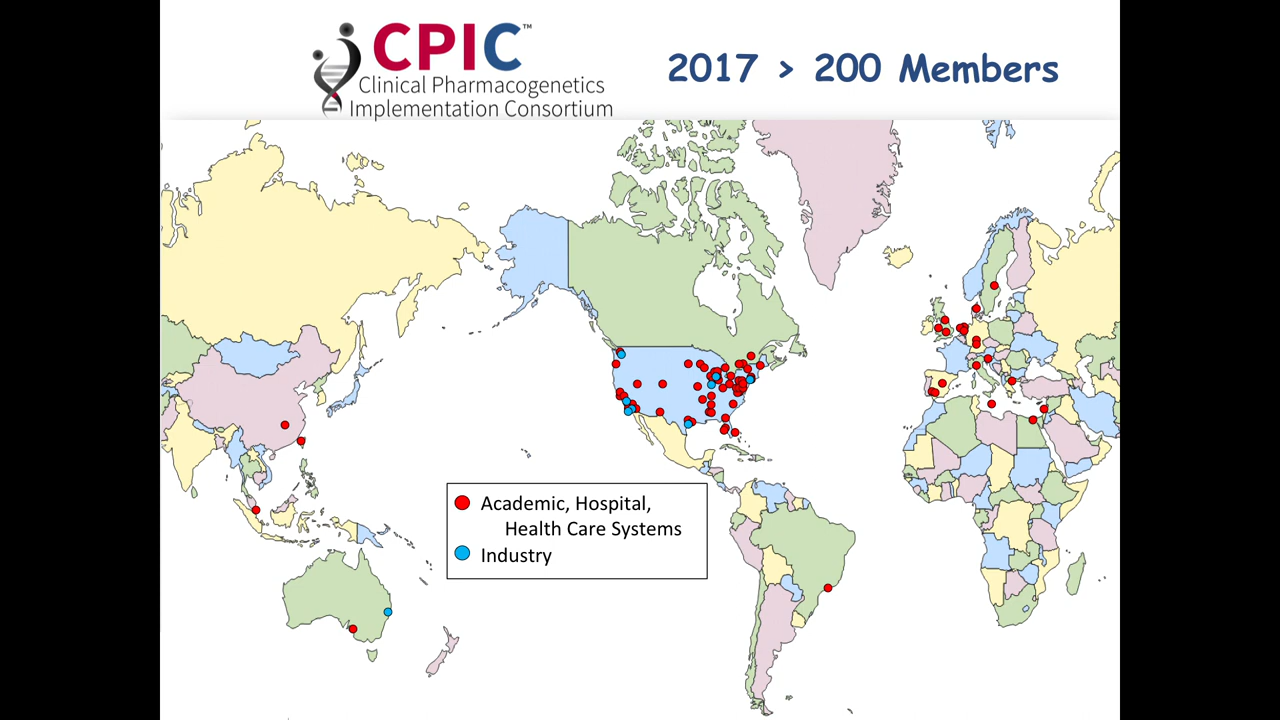 CPIC™
Clinical Pharmacogenetics
Implementation Consortium
2017 > 200 Members
Academic, Hospital,
Health Care Systems
Industry